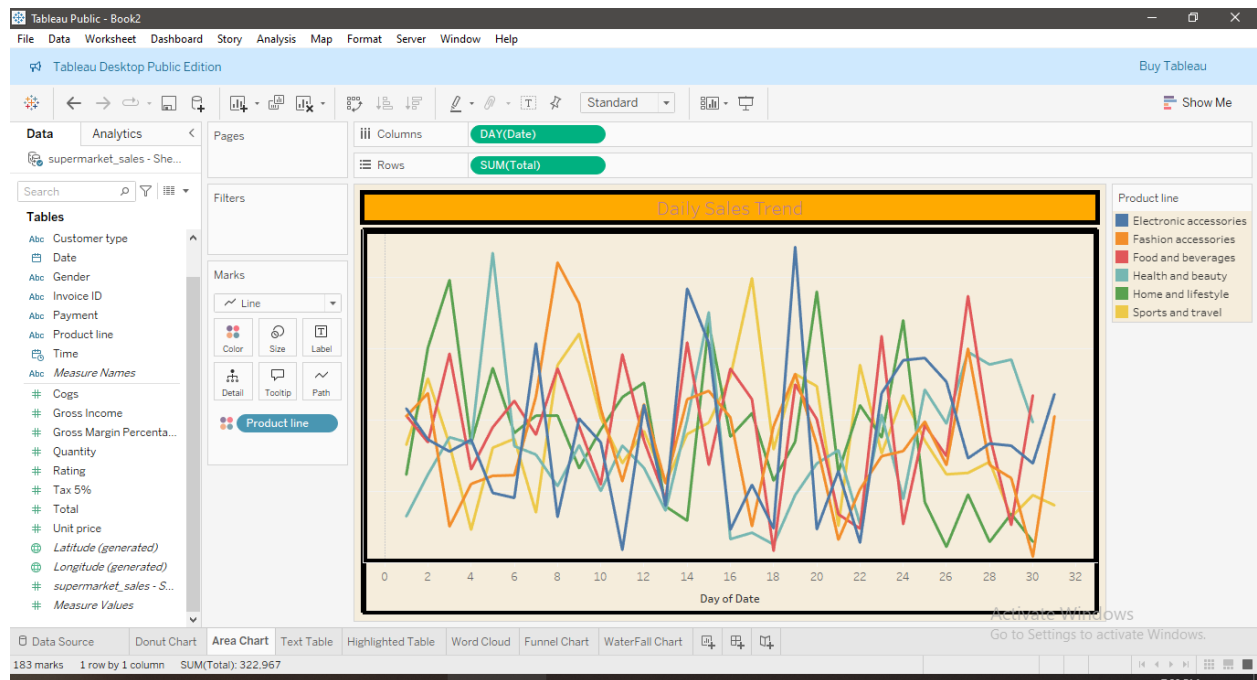 Tableau Public - Book2
File Data Worksheet Dashboard Story Analysis Map Format Server Window Help
Tableau Desktop Public Edition
Buy Tableau
Standard
Show Me
Data Analytics
supermarket_sales - She...
Search
Tables
Abc Customer type
Date
Abc Gender
Abc Invoice ID
Abc Payment
Abc Product line
Time
Abc Measure Names
# Cogs
# Gross Income
# Gross Margin Percenta...
# Quantity
# Rating
# Tax 5%
# Total
# Unit price
Latitude (generated)
Longitude (generated)
# supermarket_sales - S...
# Measure Values
Pages
Filters
Marks
Line
Color Size Label
Detail Tooltip Path
Product line
Columns DAY(Date)
Rows SUM(Total)
Daily Sales Trend
0 2 4 6 8 10 12 14 16 18 20 22 24 26 28 30 32
Day of Date
Product line
Electronic accessories
Fashion accessories
Food and beverages
Health and beauty
Home and lifestyle
Sports and travel
Activate Windows
Go to Settings to activate Windows.
Data Source Donut Chart Area Chart Text Table Highlighted Table Word Cloud Funnel Chart WaterFall Chart
183 marks 1 row by 1 column SUM(Total): 322,967